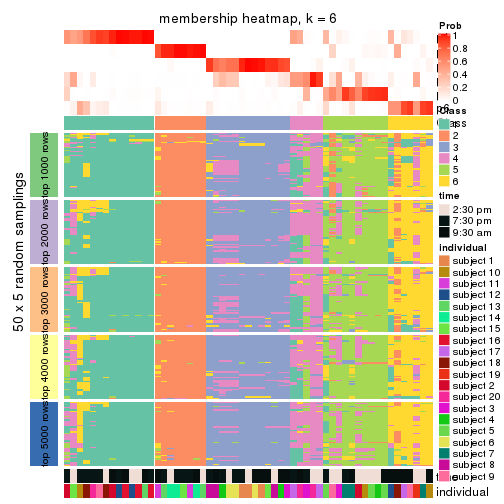 membership heatmap, k = 6
Prob
1
0.8
0.6
0.4
0.2
0
Class
1
2
3
4
5
6
time
2:30 pm
7:30 pm
9:30 am
individual
subject 1
subject 10
subject 11
subject 12
subject 13
subject 14
subject 15
subject 16
subject 17
subject 18
subject 19
subject 2
subject 20
subject 3
subject 4
subject 5
subject 6
subject 7
subject 8
subject 9
50 x 5 random samplings
top 1000 rows
top 2000 rows
top 3000 rows
top 4000 rows
top 5000 rows
individual